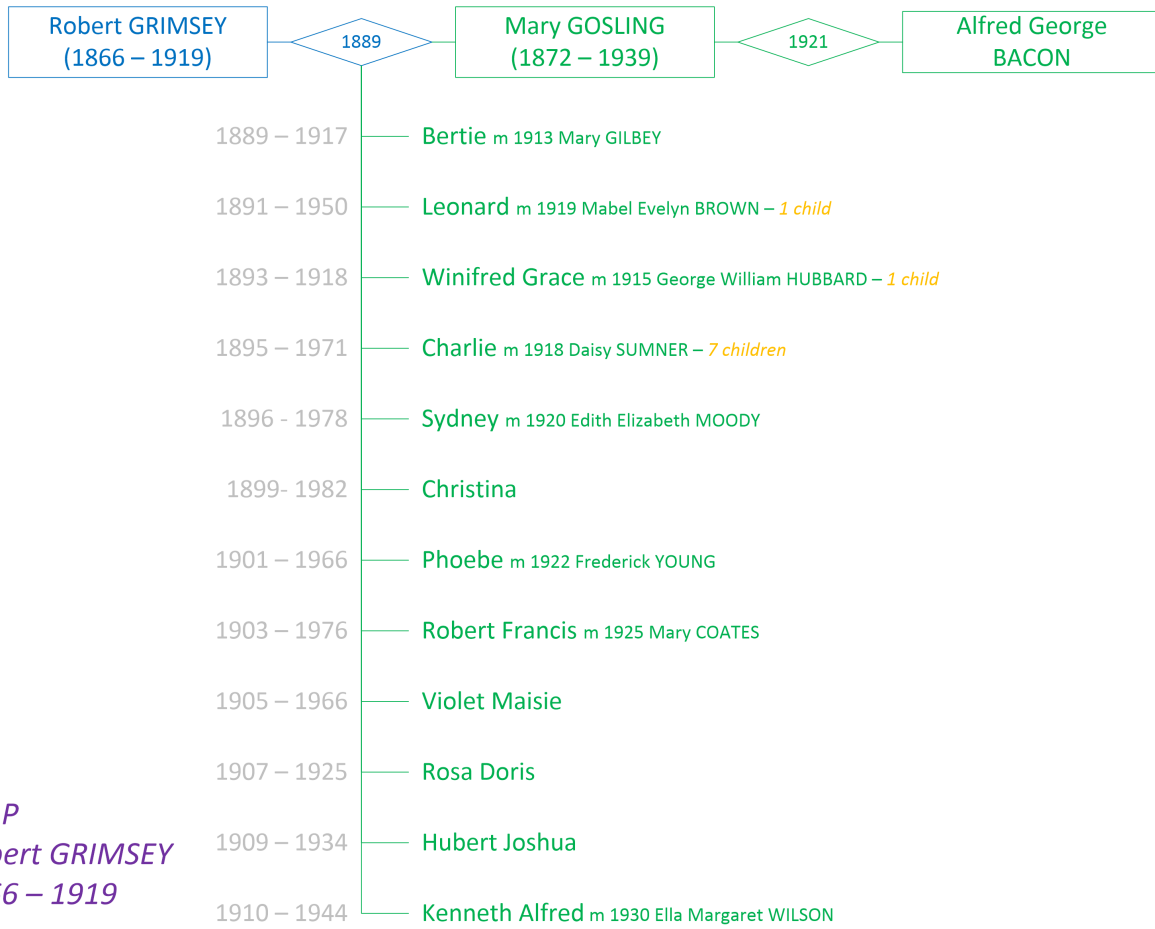 Robert GRIMSEY
(1866 – 1919)
1889
Mary GOSLING
(1872 – 1939)
1921
Alfred George
BACON
1889 – 1917 Bertie m 1913 Mary GILBEY
1891 – 1950 Leonard m 1919 Mabel Evelyn BROWN – 1 child
1893 – 1918 Winifred Grace m 1915 George William HUBBARD – 1 child
1895 – 1971 Charlie m 1918 Daisy SUMNER – 7 children
1896 - 1978 Sydney m 1920 Edith Elizabeth MOODY
1899- 1982 Christina
1901 – 1966 Phoebe m 1922 Frederick YOUNG
1903 – 1976 Robert Francis m 1925 Mary COATES
1905 – 1966 Violet Maisie
1907 – 1925 Rosa Doris
1909 – 1934 Hubert Joshua
1910 – 1944 Kenneth Alfred m 1930 Ella Margaret WILSON
P
bert GRIMSEY
6 – 1919